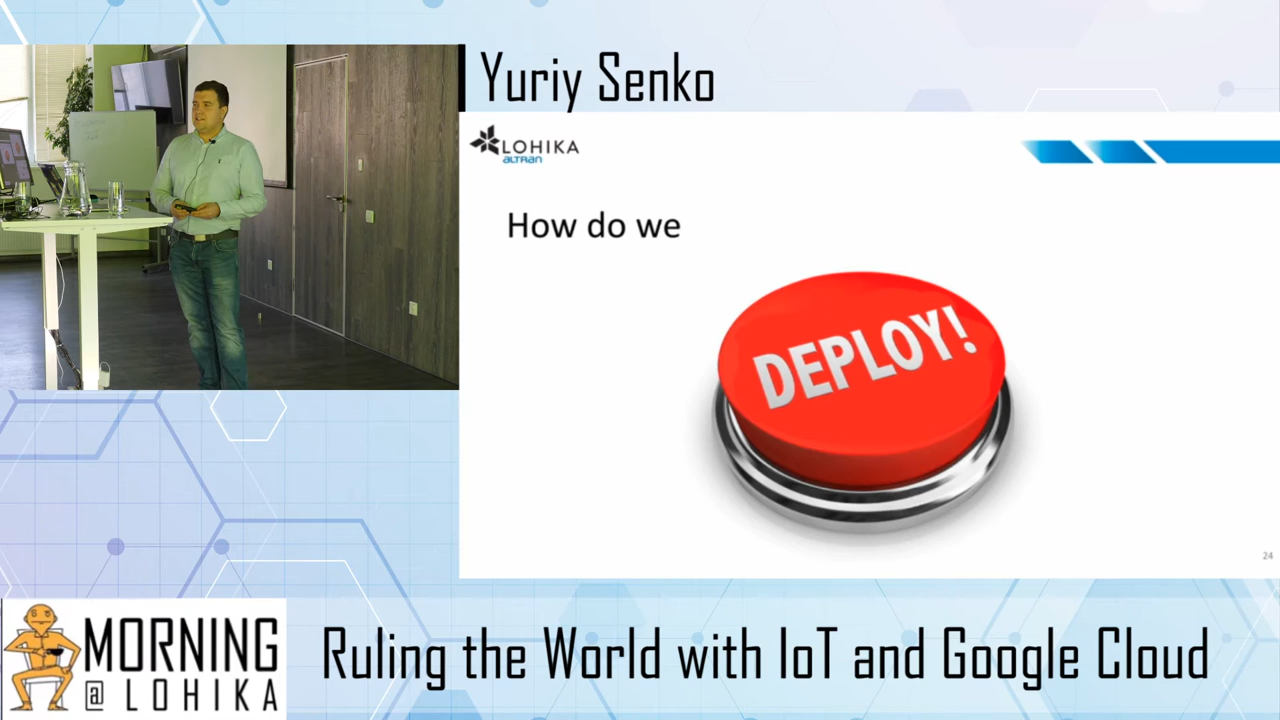 Yuriy Senko
LOHIKA
altran
How do we
DEPLOY!
24
MORNING
@ LOHIKA
Ruling the World with IoT and Google Cloud